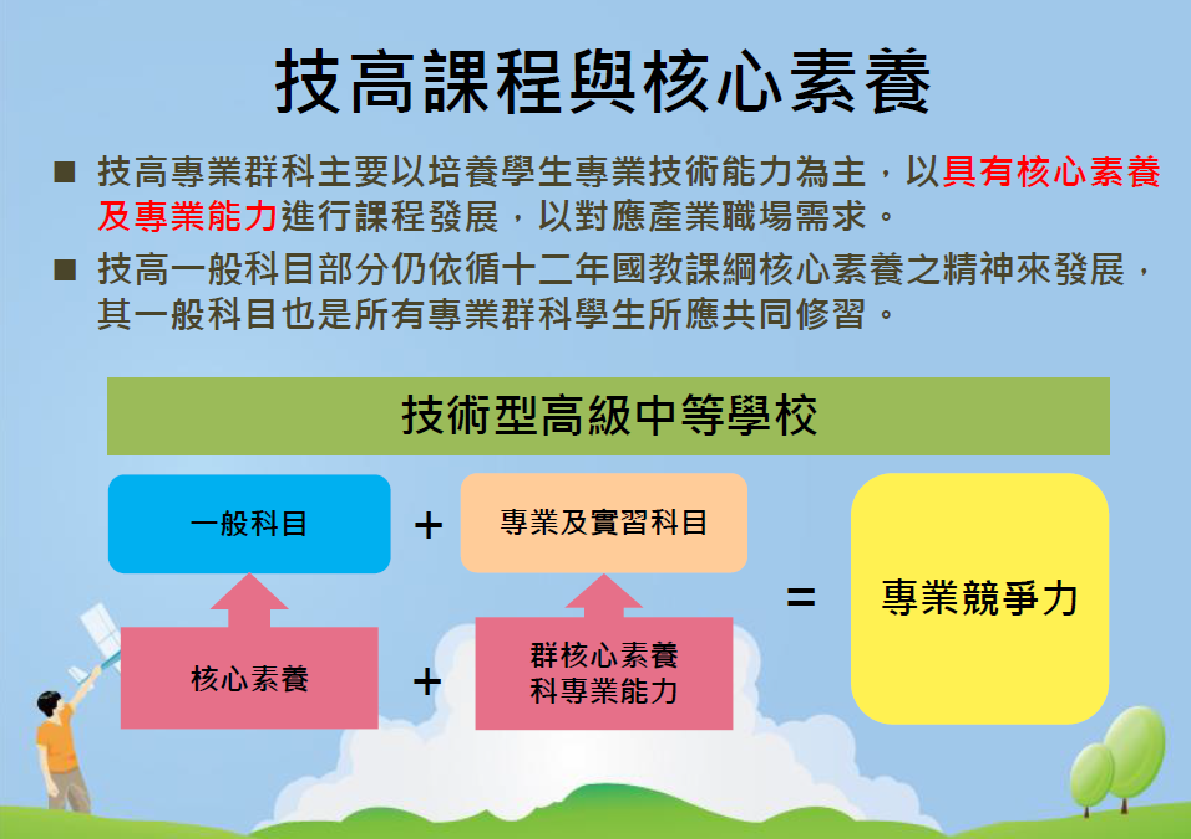 技高課程與核心素養
■ 技高專業群科主要以培養學生專業技術能力為主，以具有核心素養
及專業能力進行課程發展，以對應產業職場需求。
■ 技高一般科目部分仍依循十二年國教課綱核心素養之精神來發展，
其一般科目也是所有專業群科學生所應共同修習。
技術型高級中等學校
一般科目
+
專業及實習科目
=
專業競爭力
核心素養
+
群核心素養
科專業能力